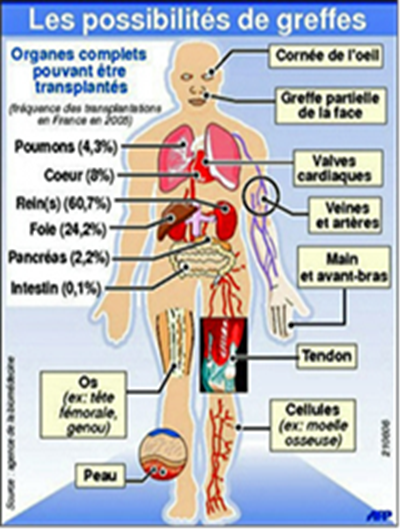 Les possibilités de greffes
Organes complets
pouvant être
transplantés
(fréquence des transplantations
en France en 2005)
Poumons (4,3%)
Coeur (8%)
Rein(s) (60,7%)
Foie (24,2%)
Pancréas (2,2%)
Intestin (0,1%)
Cornée de l'oeil
Greffe partielle
de la face
Valves
cardiaques
Veines
et artères
Main
et avant-bras
Tendon
Os
(ex: tête
fémorale,
genou)
Cellules
(ex: moelle
osseuse)
Peau
Source : agence de la biomédecine
210606
AFP